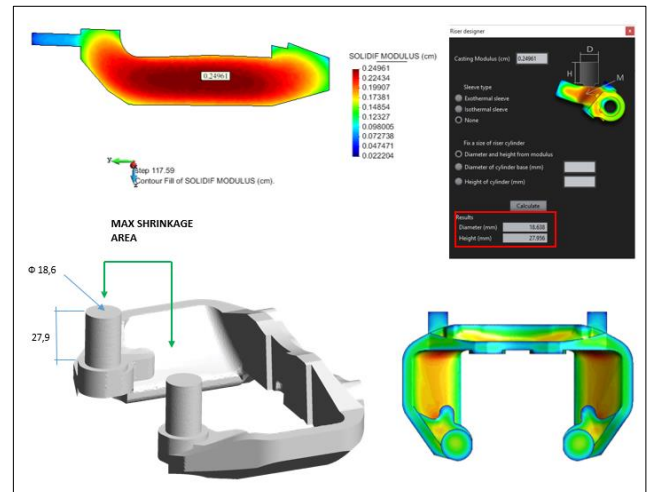 SOLIDIF MODULUS (cm)
0.24961
0.24961
0.22434
0.19907
0.17381
0.14854
0.12327
0.098005
0.072738
0.047471
0.022204
y
z
step 117.59
Contour Fill of SOLIDIF MODULUS (cm).
Riser designer
Casting Modulus (cm) 0.24961
D
H
M
Sleeve type
Exothermal sleeve
Isothermal sleeve
None
Fix a size of riser cylinder
Diameter and height from modulus
Diameter of cylinder base (mm)
Height of cylinder (mm)
Calculate
Results
Diameter (mm) 18.638
Height (mm) 27.956
MAX SHRINKAGE
AREA
Φ 18,6
27,9